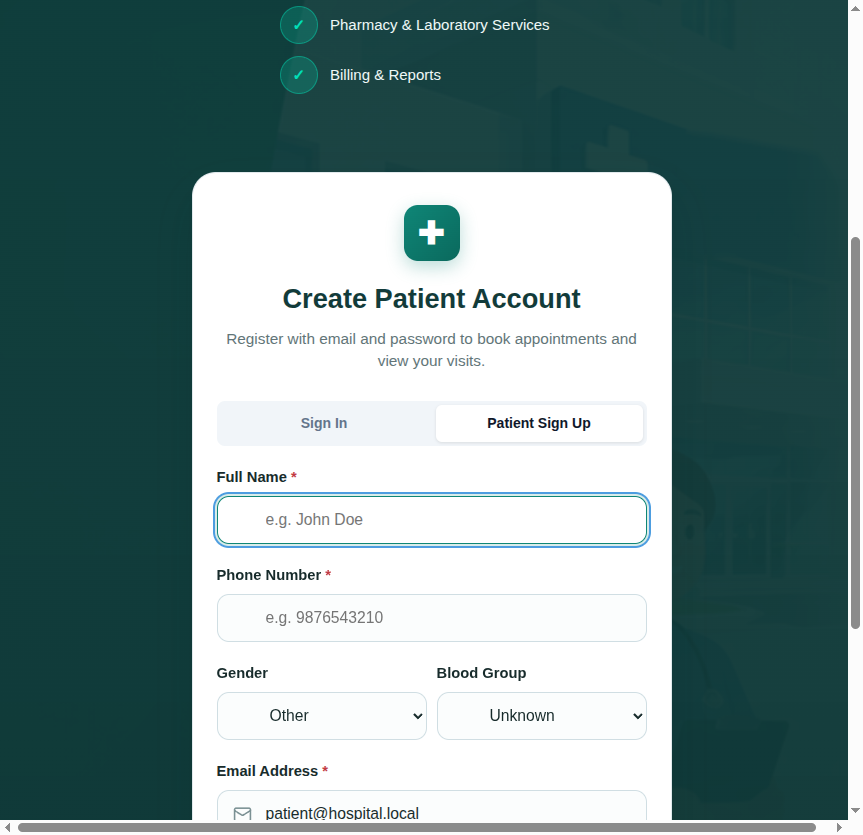 ✓ Pharmacy & Laboratory Services
✓ Billing & Reports
Create Patient Account
Register with email and password to book appointments and
view your visits.
Sign In Patient Sign Up
Full Name *
e.g. John Doe
Phone Number *
e.g. 9876543210
Gender Blood Group
Other Unknown
Email Address *
patient@hospital.local